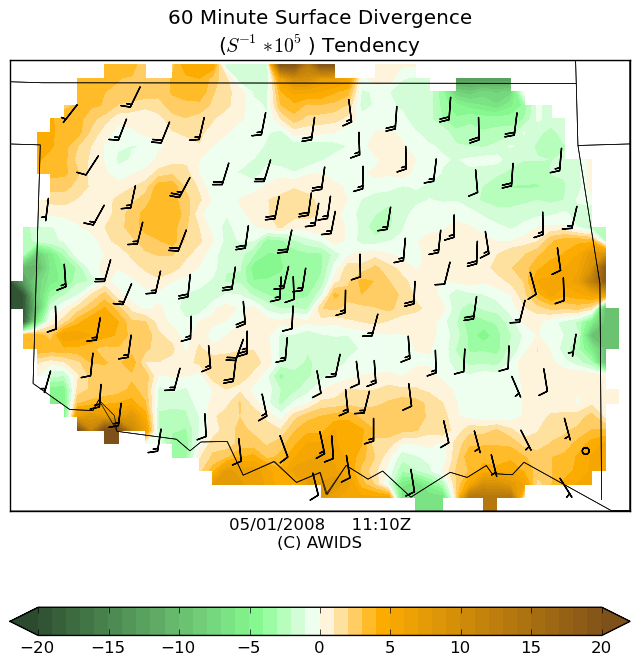 60 Minute Surface Divergence
(S⁻¹ *10⁵ ) Tendency
05/01/2008 11:10Z
(C) AWIDS
−20 −15 −10 −5 0 5 10 15 20